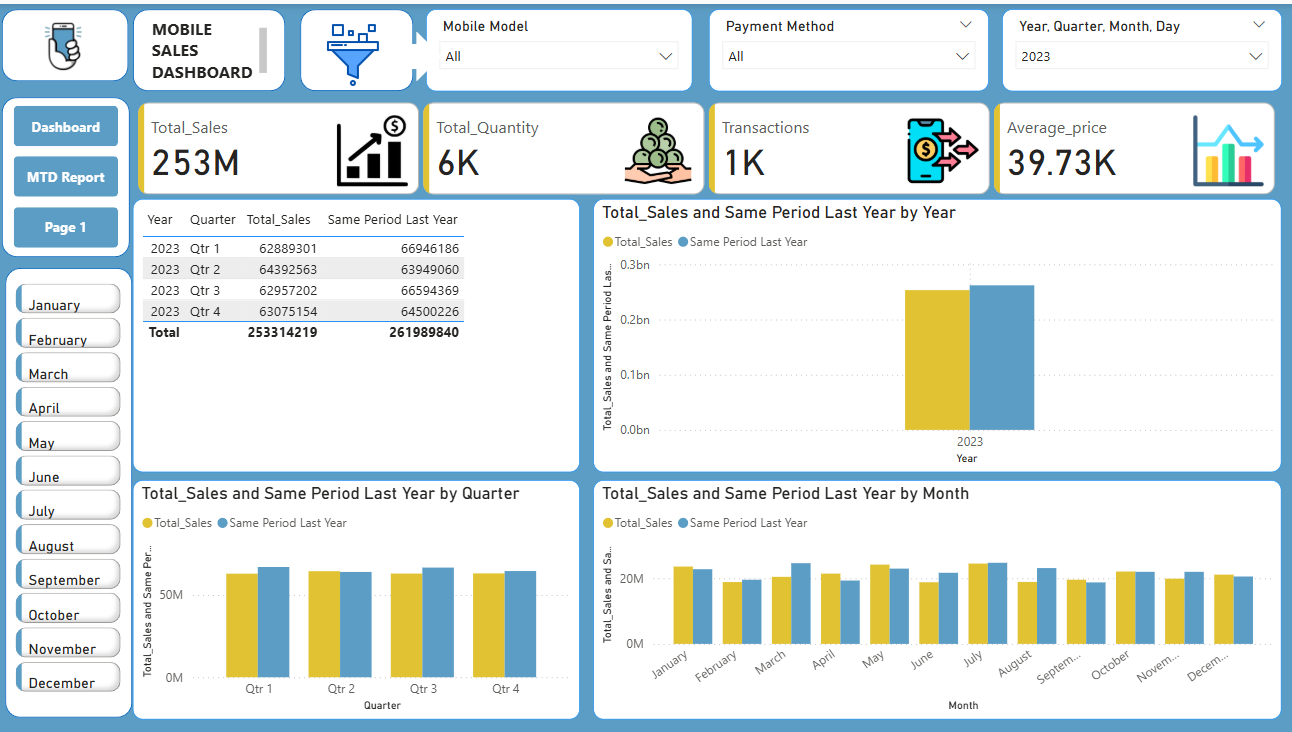 MOBILE
SALES
DASHBOARD
Mobile Model
All
Payment Method
All
Year, Quarter, Month, Day
2023
Dashboard
MTD Report
Page 1
January
February
March
April
May
June
July
August
September
October
November
December
Total_Sales
253M
Total_Quantity
6K
Transactions
1K
Average_price
39.73K
Year Quarter Total_Sales Same Period Last Year
2023 Qtr 1 62889301 66946186
2023 Qtr 2 64392563 63949060
2023 Qtr 3 62957202 66594369
2023 Qtr 4 63075154 64500226
Total 253314219 261989840
Total_Sales and Same Period Last Year by Year
Total_Sales Same Period Last Year
Total_Sales and Same Period Las...
0.3bn
0.2bn
0.1bn
0.0bn
2023
Year
Total_Sales and Same Period Last Year by Quarter
Total_Sales Same Period Last Year
Total_Sales and Same Per...
50M
0M
Qtr 1 Qtr 2 Qtr 3 Qtr 4
Quarter
Total_Sales and Same Period Last Year by Month
Total_Sales Same Period Last Year
Total_Sales and Sa...
20M
0M
January February March April May June July August Septem... October Novem... Decem...
Month